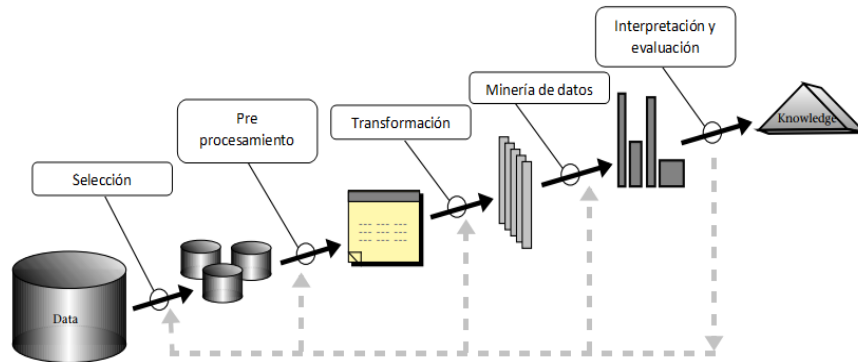 Interpretación y
evaluación
Minería de datos
Knowledge
Pre
procesamiento
Transformación
Selección
Data